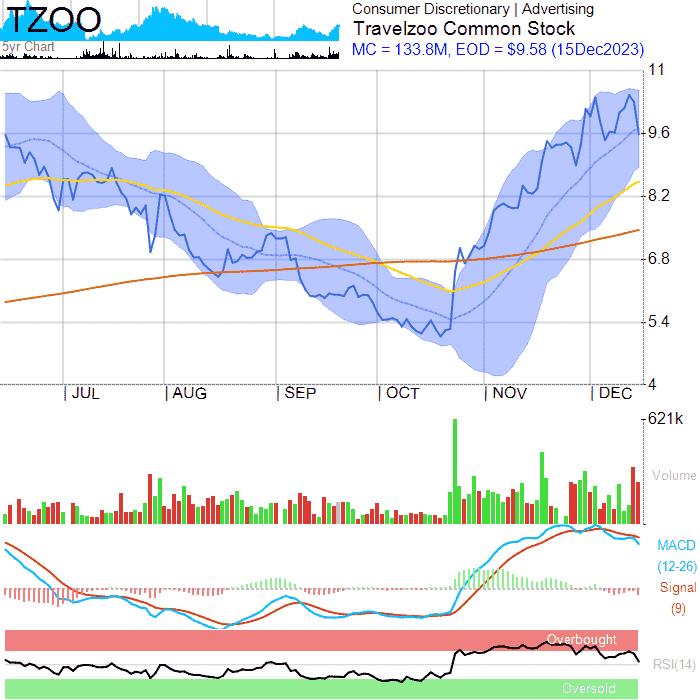 TZOO
5yr Chart
Consumer Discretionary | Advertising
Travelzoo Common Stock
MC = 133.8M, EOD = $9.58 (15Dec2023)
11
9.6
8.2
6.8
5.4
4
JUL AUG SEP OCT NOV DEC
621k
Volume
MACD
(12-26)
Signal
(9)
Overbought
RSI(14)
Oversold